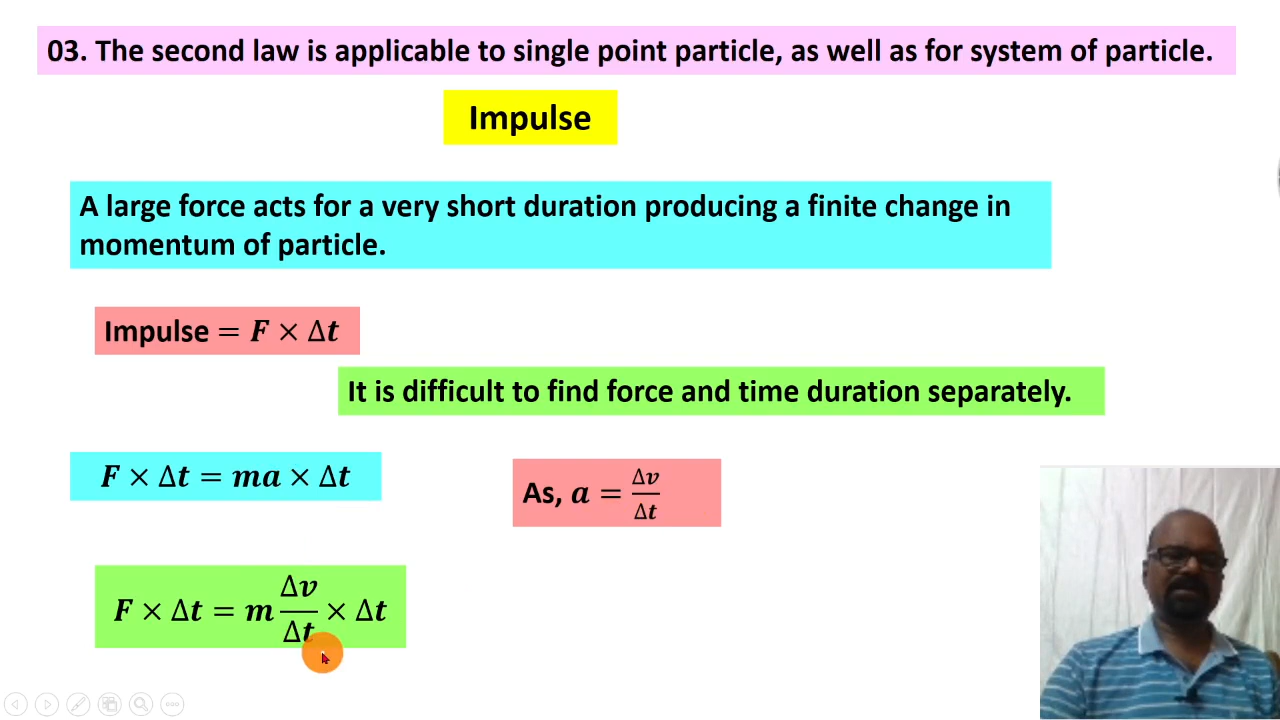 03. The second law is applicable to single point particle, as well as for system of particle.
Impulse
A large force acts for a very short duration producing a finite change in
momentum of particle.
Impulse = F × Δt
It is difficult to find force and time duration separately.
F × Δt = ma × Δt
As, a = Δv/Δt
F × Δt = m Δv/Δt × Δt